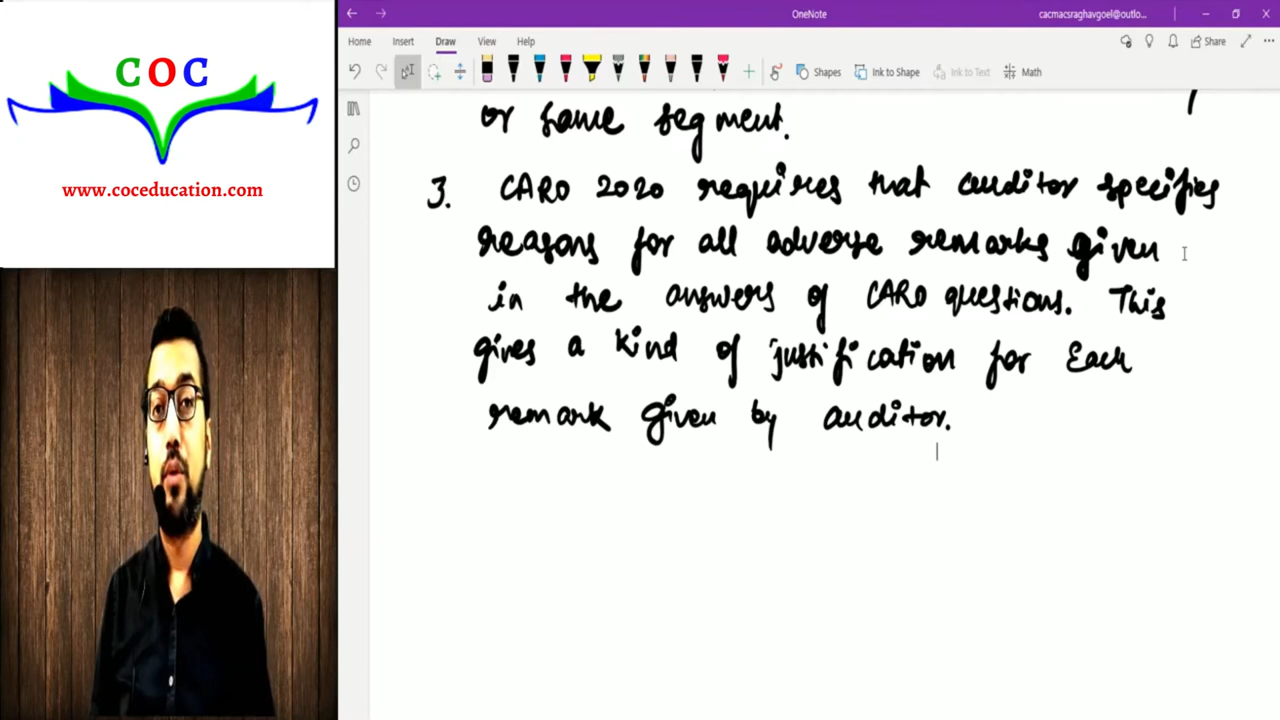 COC
www.coceducation.com
OneNote
cacmacsraghavgoel@outlo...
Home Insert Draw View Help
Share
Shapes Ink to Shape Ink to Text Math
or same segment.
3. CARO 2020 requires that auditor specifies
reasons for all adverse remarks given
in the answers of CARO questions. This
gives a kind of justification for Each
remark given by auditor.